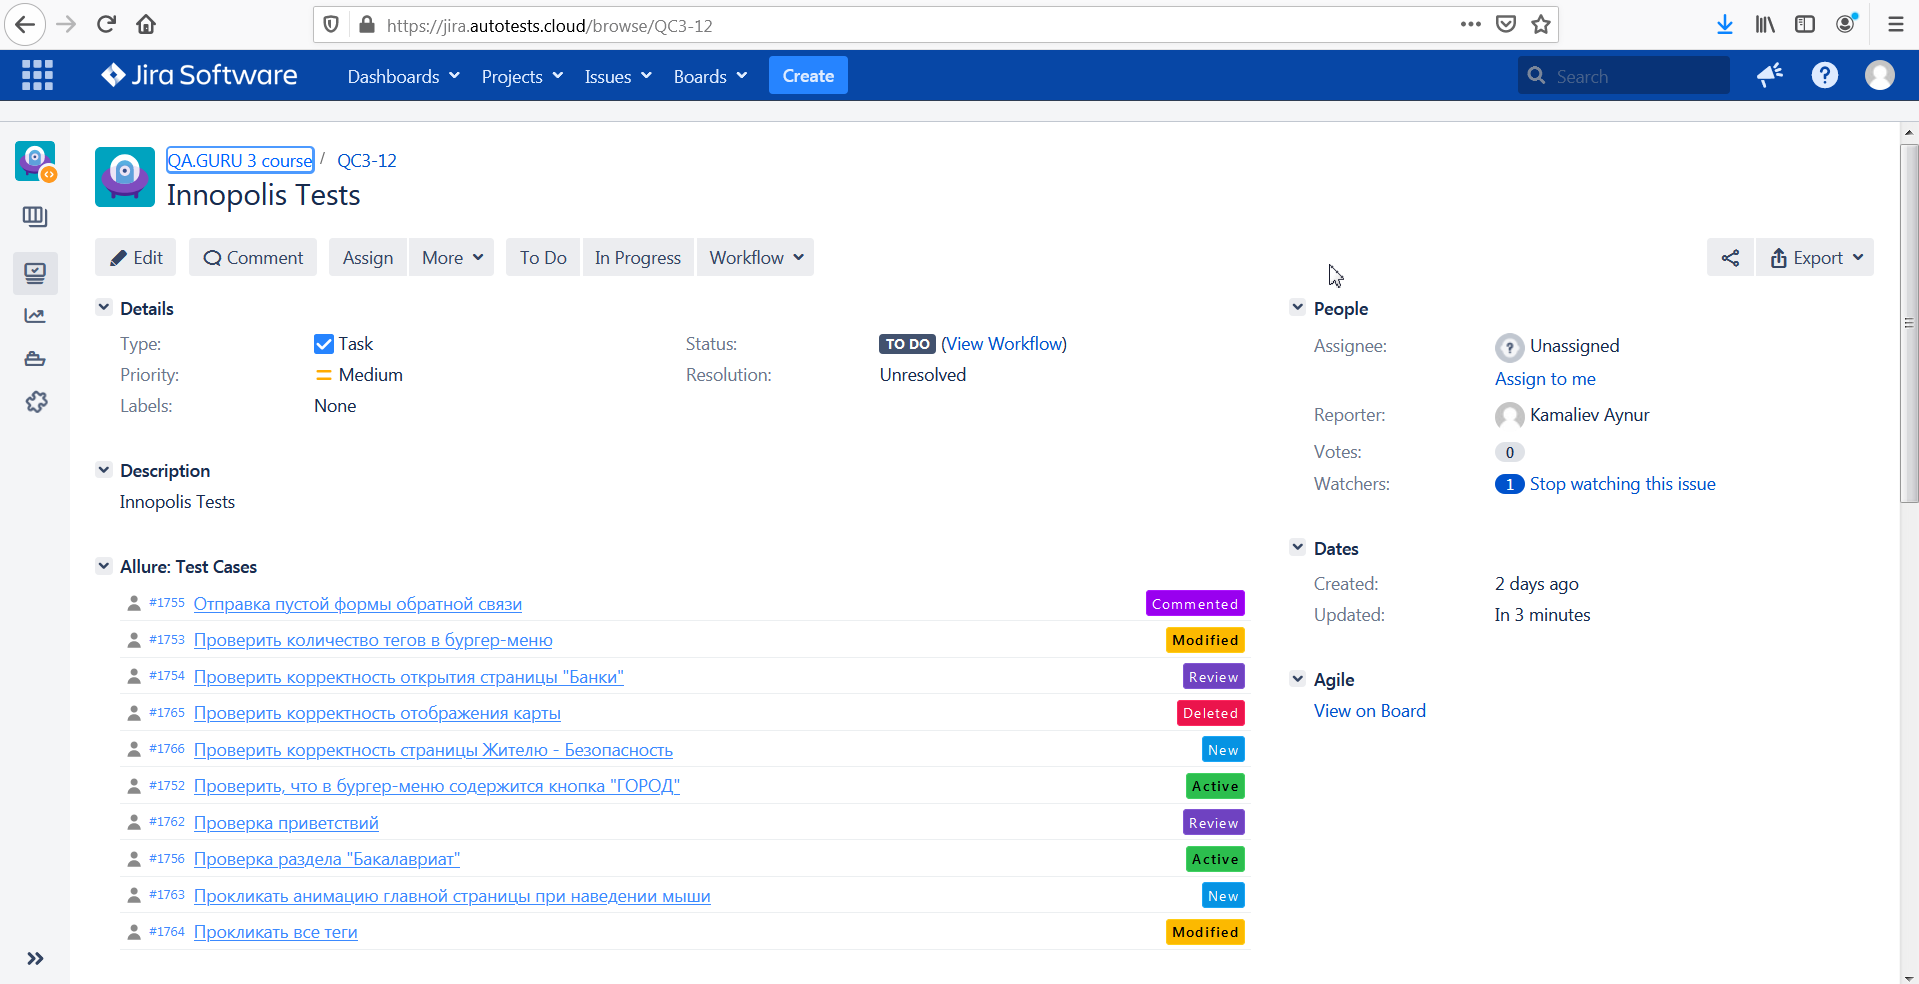 https://jira.autotests.cloud/browse/QC3-12
Jira Software Dashboards Projects Issues Boards Create Search
QA.GURU 3 course / QC3-12
Innopolis Tests
Edit Comment Assign More To Do In Progress Workflow Export
Details
Type: Task Status: TO DO (View Workflow)
Priority: Medium Resolution: Unresolved
Labels: None
Description
Innopolis Tests
Allure: Test Cases
#1755 Отправка пустой формы обратной связи Commented
#1753 Проверить количество тегов в бургер-меню Modified
#1754 Проверить корректность открытия страницы "Банки" Review
#1765 Проверить корректность отображения карты Deleted
#1766 Проверить корректность страницы Жителю - Безопасность New
#1752 Проверить, что в бургер-меню содержится кнопка "ГОРОД" Active
#1762 Проверка приветствий Review
#1756 Проверка раздела "Бакалавриат" Active
#1763 Прокликать анимацию главной страницы при наведении мыши New
#1764 Прокликать все теги Modified
People
Assignee: ? Unassigned
Assign to me
Reporter: Kamaliev Aynur
Votes: 0
Watchers: 1 Stop watching this issue
Dates
Created: 2 days ago
Updated: In 3 minutes
Agile
View on Board